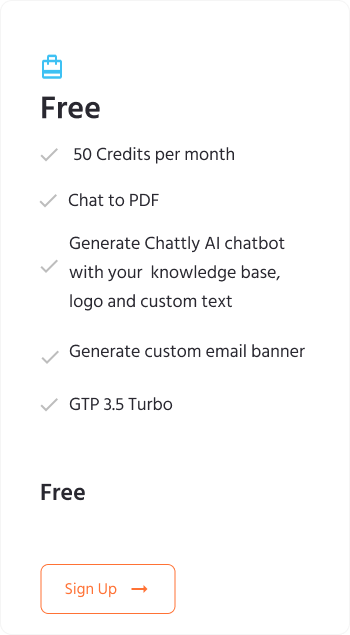 Free
50 Credits per month
Chat to PDF
Generate Chattly AI chatbot
with your knowledge base,
logo and custom text
Generate custom email banner
GTP 3.5 Turbo
Free
Sign Up